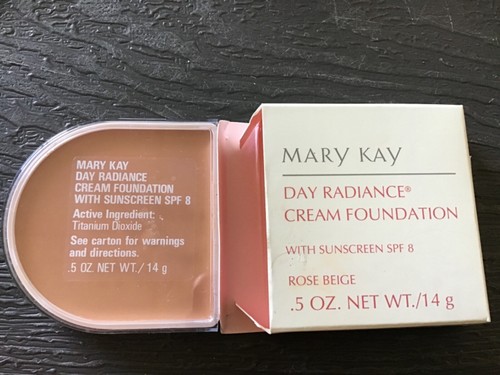 MARY KAY
DAY RADIANCE
CREAM FOUNDATION
WITH SUNSCREEN SPF 8
Active Ingredient:
Titanium Dioxide
See carton for warnings
and directions.
.5 OZ. NET WT./14 g
MARY KAY
DAY RADIANCE®
CREAM FOUNDATION
WITH SUNSCREEN SPF 8
ROSE BEIGE
.5 OZ. NET WT./14 g